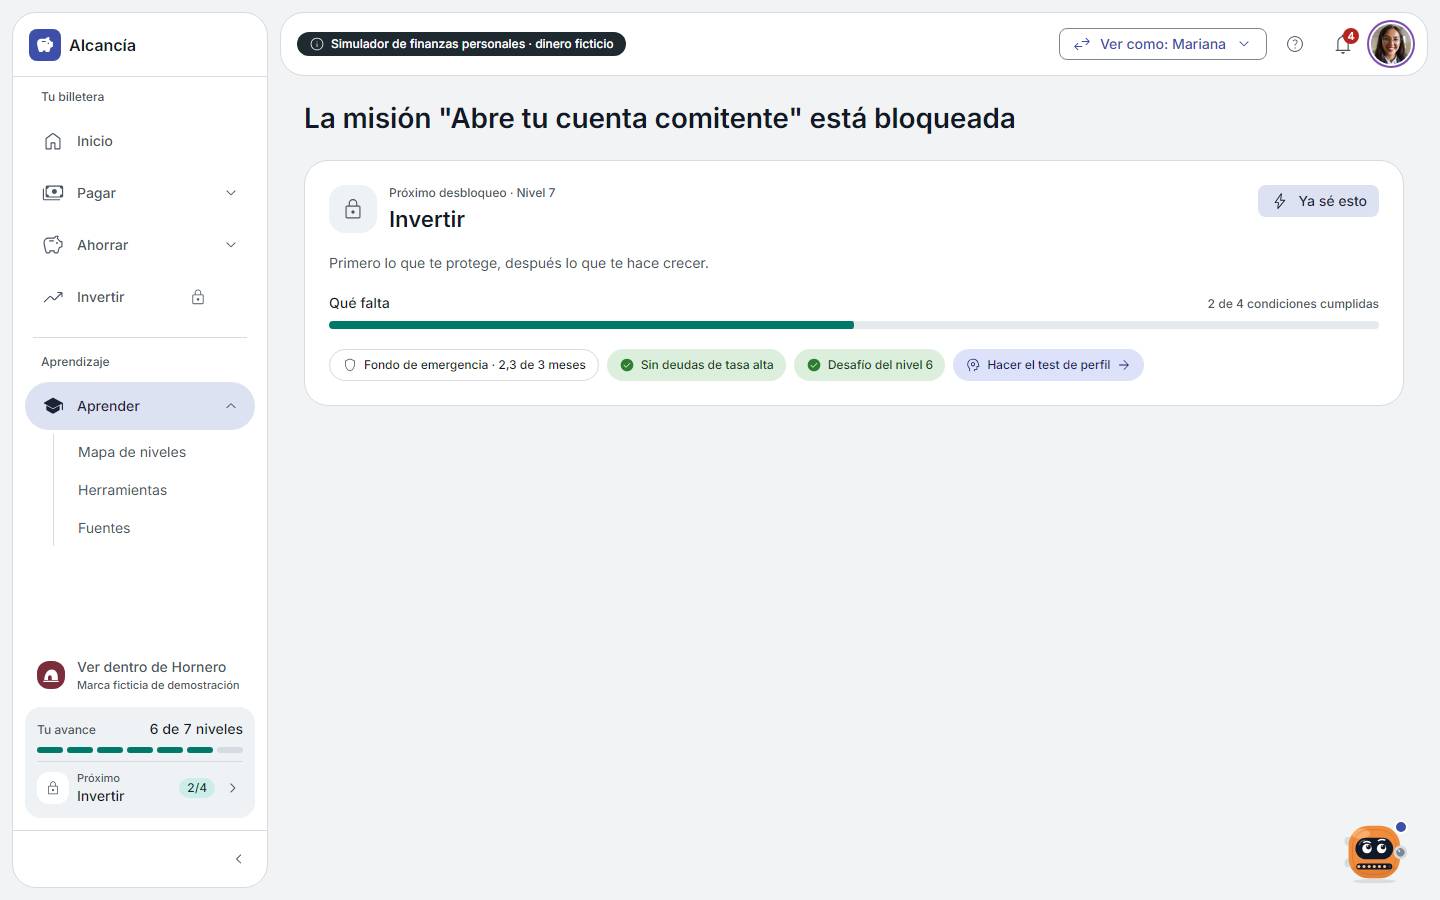 Alcancía
Simulador de finanzas personales · dinero ficticio
Ver como: Mariana
4
Tu billetera
Inicio
Pagar
Ahorrar
Invertir
Aprendizaje
Aprender
Mapa de niveles
Herramientas
Fuentes
Ver dentro de Hornero
Marca ficticia de demostración
Tu avance
6 de 7 niveles
Próximo
Invertir
2/4
La misión "Abre tu cuenta comitente" está bloqueada
Próximo desbloqueo · Nivel 7
Invertir
Ya sé esto
Primero lo que te protege, después lo que te hace crecer.
Qué falta
2 de 4 condiciones cumplidas
Fondo de emergencia · 2,3 de 3 meses
Sin deudas de tasa alta
Desafío del nivel 6
Hacer el test de perfil